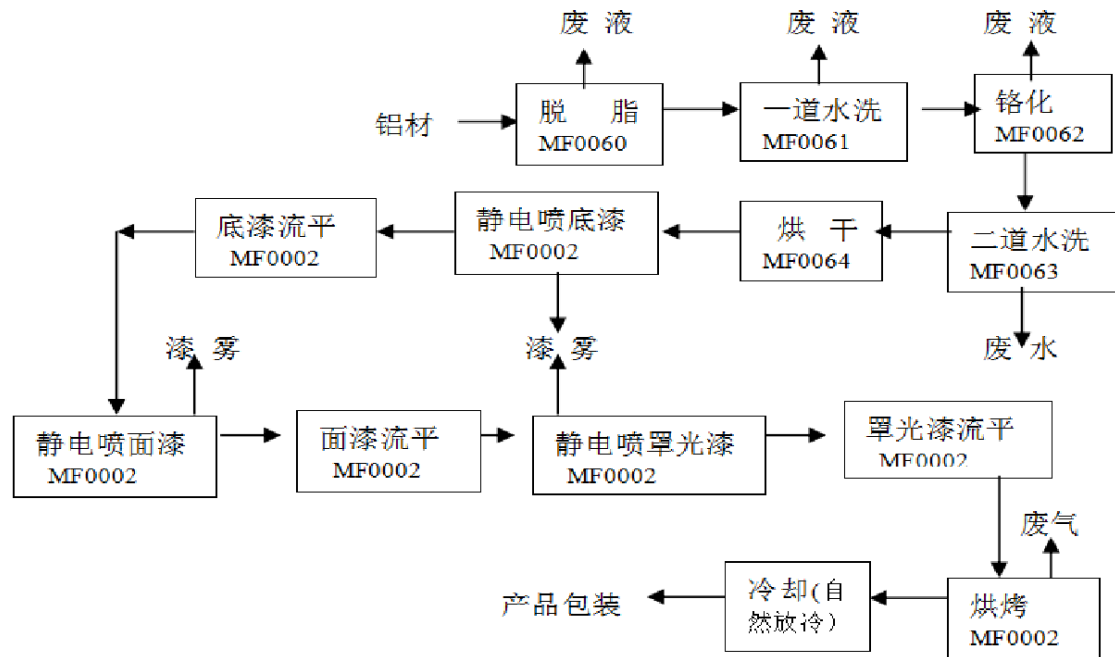 废 液
废 液
废 液
铝材
脱 脂
MF0060
一道水洗
MF0061
铬化
MF0062
底漆流平
MF0002
静电喷底漆
MF0002
烘 干
MF0064
二道水洗
MF0063
漆 雾
漆 雾
废 水
静电喷面漆
MF0002
面漆流平
MF0002
静电喷罩光漆
MF0002
罩光漆流平
MF0002
废气
产品包装
冷却(自
然放冷）
烘烤
MF0002